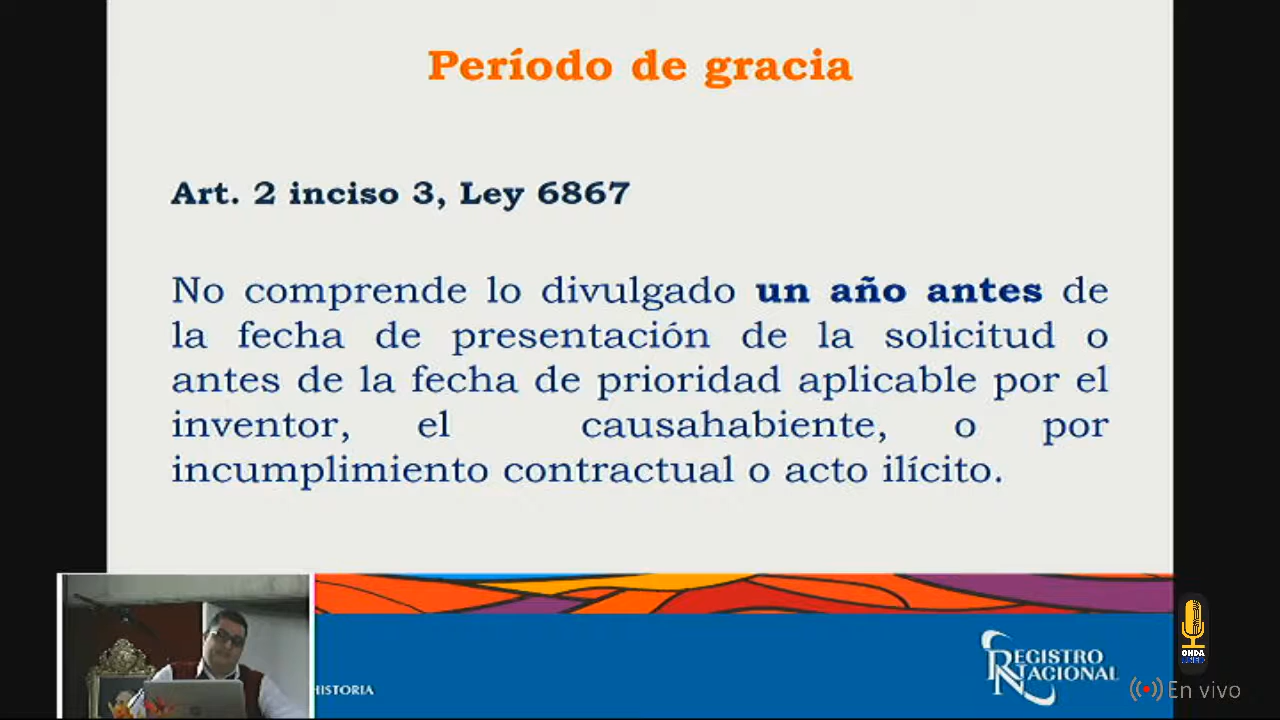 Período de gracia
Art. 2 inciso 3, Ley 6867
No comprende lo divulgado un año antes de
la fecha de presentación de la solicitud o
antes de la fecha de prioridad aplicable por el
inventor, el causahabiente, o por
incumplimiento contractual o acto ilícito.
HISTORIA
REGISTRO
NACIONAL
ONDA
En vivo